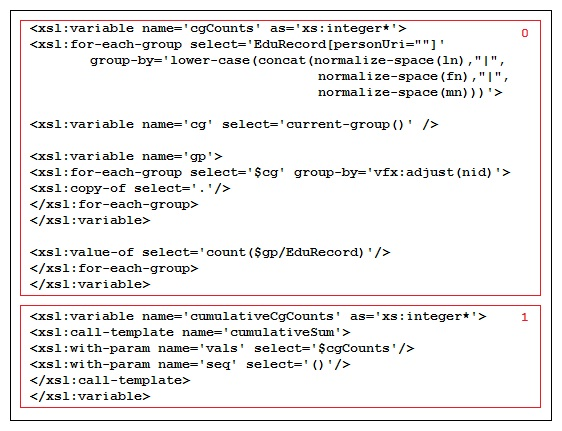 <xsl:variable name='cgCounts' as='xs:integer*'>
0
<xsl:for-each-group select='EduRecord[personUri=""]'
group-by='lower-case(concat(normalize-space(ln),"|",
normalize-space(fn),"|",
normalize-space(mn)))'>
<xsl:variable name='cg' select='current-group()' />
<xsl:variable name='gp'>
<xsl:for-each-group select='$cg' group-by='vfx:adjust(nid)'>
<xsl:copy-of select='.'/>
</xsl:for-each-group>
</xsl:variable>
<xsl:value-of select='count($gp/EduRecord)'/>
</xsl:for-each-group>
</xsl:variable>
<xsl:variable name='cumulativeCgCounts' as='xs:integer*'>
1
<xsl:call-template name='cumulativeSum'>
<xsl:with-param name='vals' select='$cgCounts'/>
<xsl:with-param name='seq' select='()'/>
</xsl:call-template>
</xsl:variable>